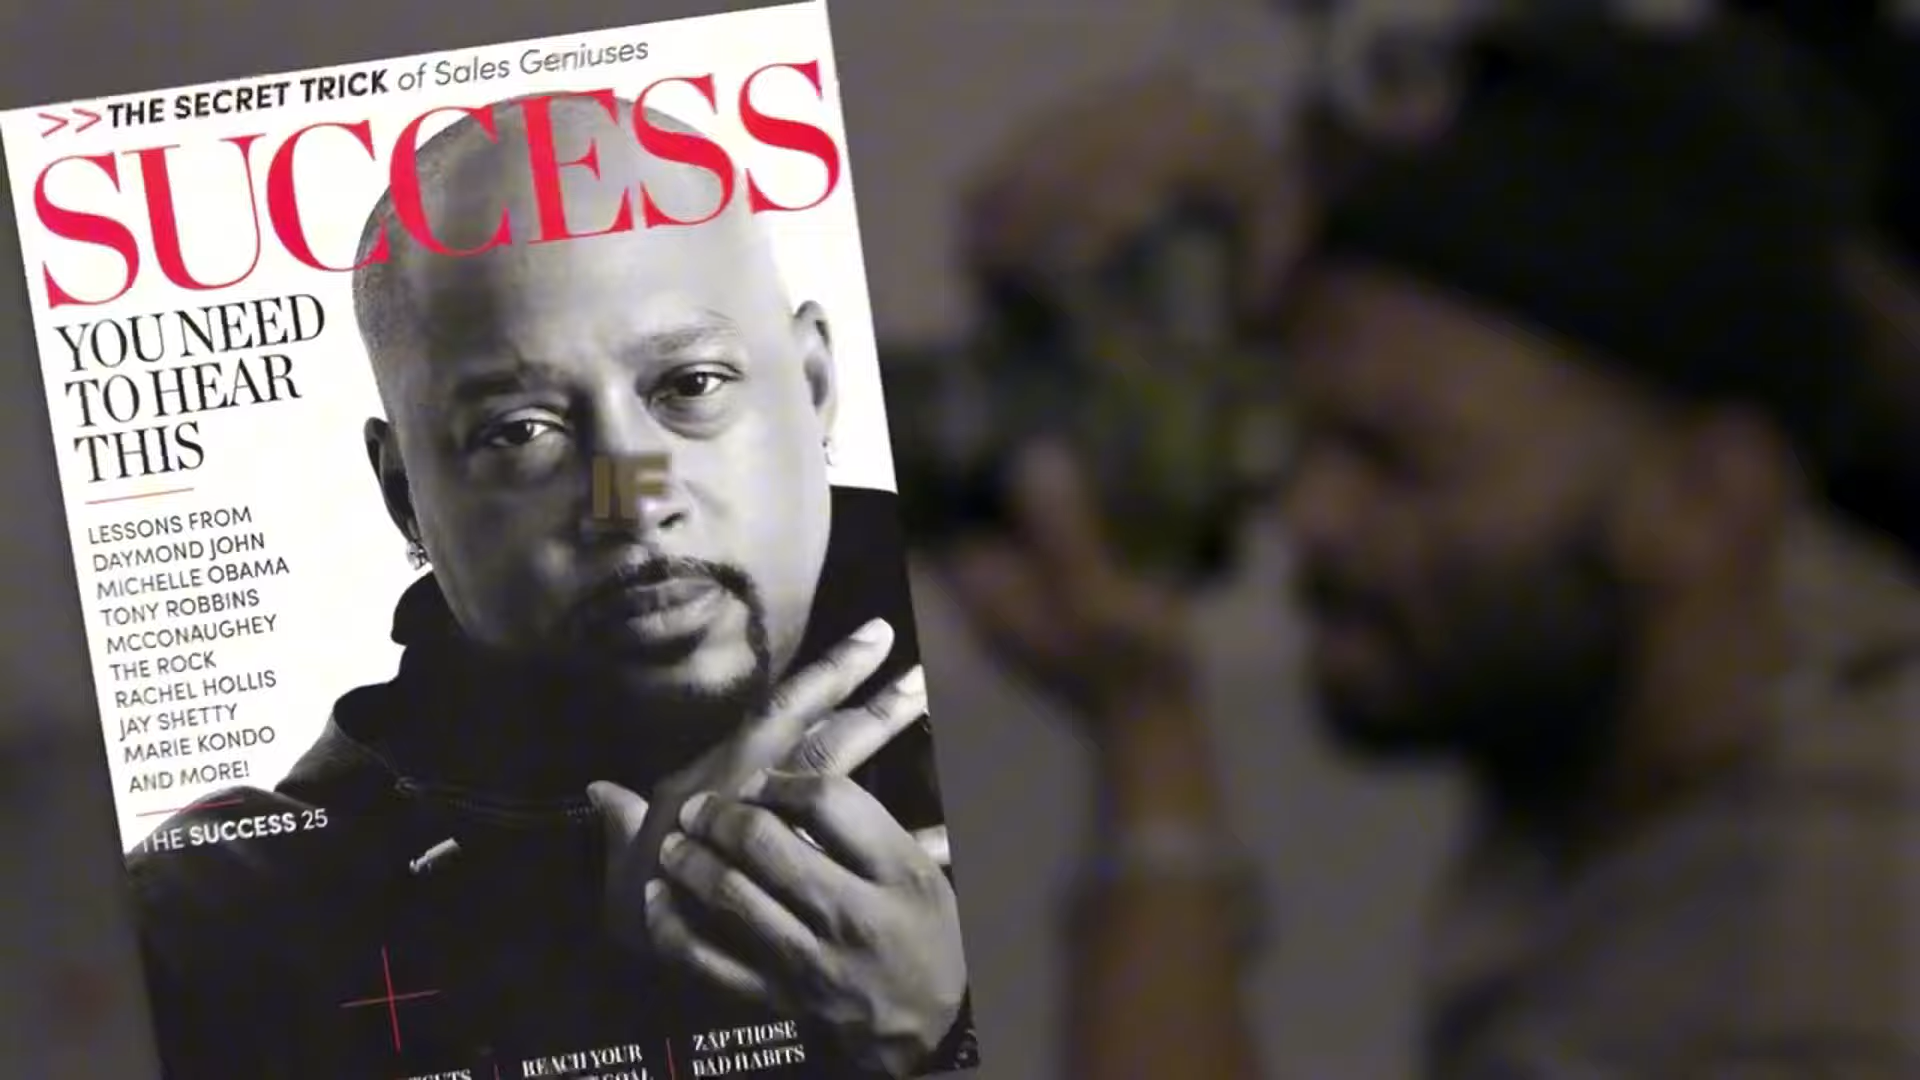 >>THE SECRET TRICK of Sales Geniuses
SUCCESS
YOU NEED
TO HEAR
THIS
LESSONS FROM
DAYMOND JOHN
MICHELLE OBAMA
TONY ROBBINS
MCCONAUGHEY
THE ROCK
RACHEL HOLLIS
JAY SHETTY
MARIE KONDO
AND MORE!
THE SUCCESS 25
IF
REACH YOUR
GOAL
ZAP THOSE
BAD HABITS